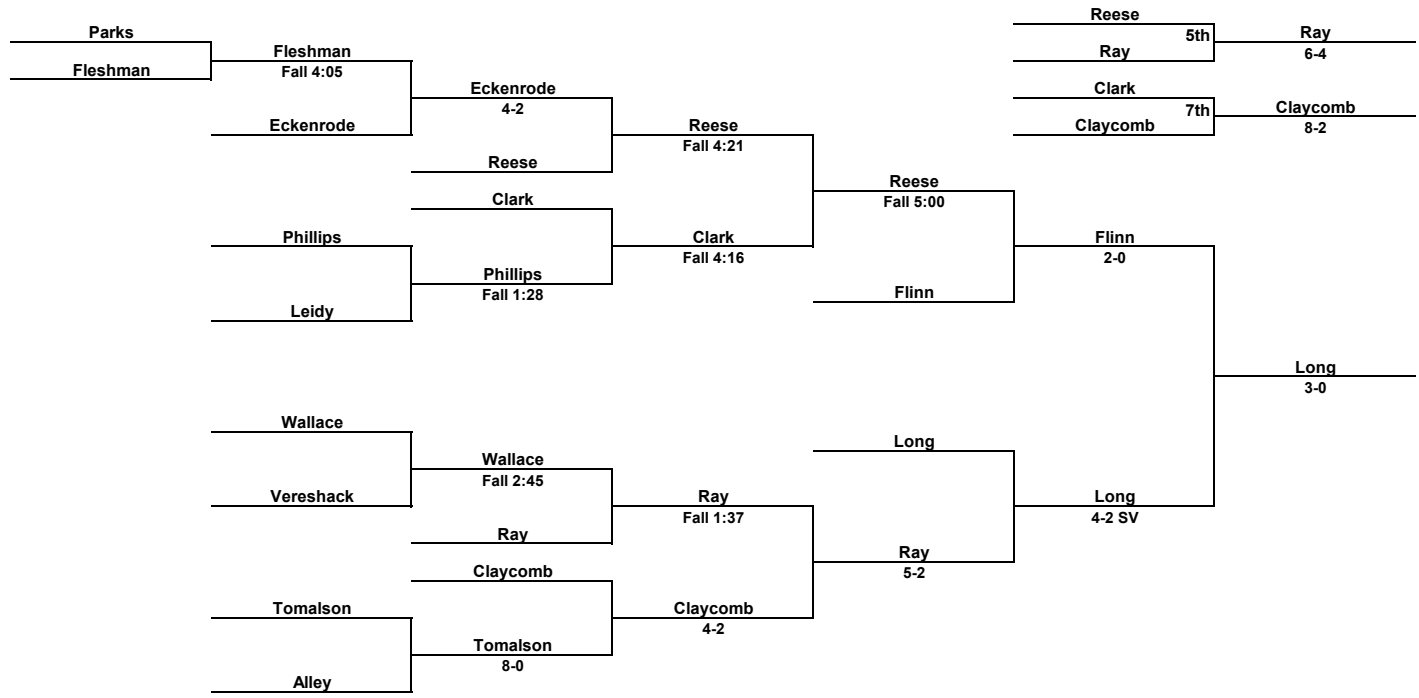 Parks
Fleshman
Fleshman
Fall 4:05
Eckenrode
Eckenrode
4-2
Reese
Reese
Fall 4:21
Clark
Phillips
Leidy
Phillips
Fall 1:28
Clark
Fall 4:16
Reese
Fall 5:00
Flinn
Flinn
2-0
Reese
5th
Ray
Ray
6-4
Clark
7th
Claycomb
Claycomb
8-2
Long
3-0
Wallace
Vereshack
Wallace
Fall 2:45
Ray
Ray
Fall 1:37
Claycomb
Tomalson
Alley
Tomalson
8-0
Claycomb
4-2
Ray
5-2
Long
Long
4-2 SV